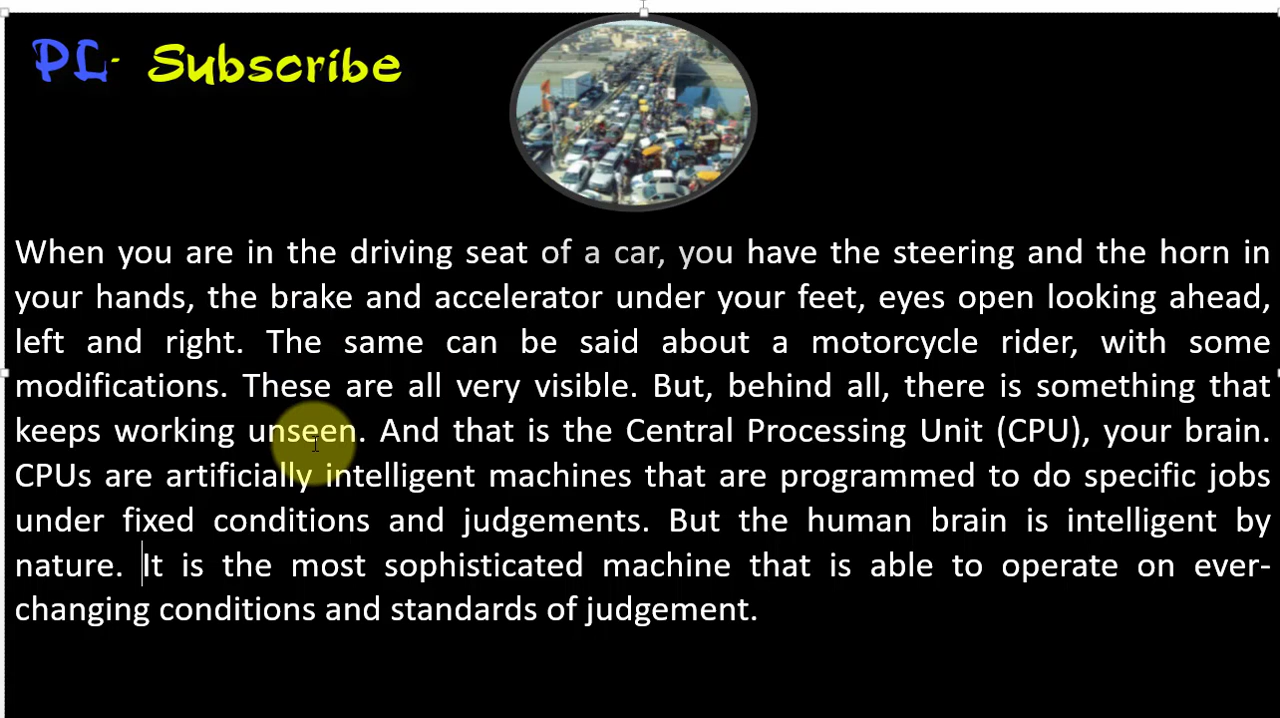 PL- Subscribe
When you are in the driving seat of a car, you have the steering and the horn in
your hands, the brake and accelerator under your feet, eyes open looking ahead,
left and right. The same can be said about a motorcycle rider, with some
modifications. These are all very visible. But, behind all, there is something that
keeps working unseen. And that is the Central Processing Unit (CPU), your brain.
CPUs are artificially intelligent machines that are programmed to do specific jobs
under fixed conditions and judgements. But the human brain is intelligent by
nature. It is the most sophisticated machine that is able to operate on ever-
changing conditions and standards of judgement.